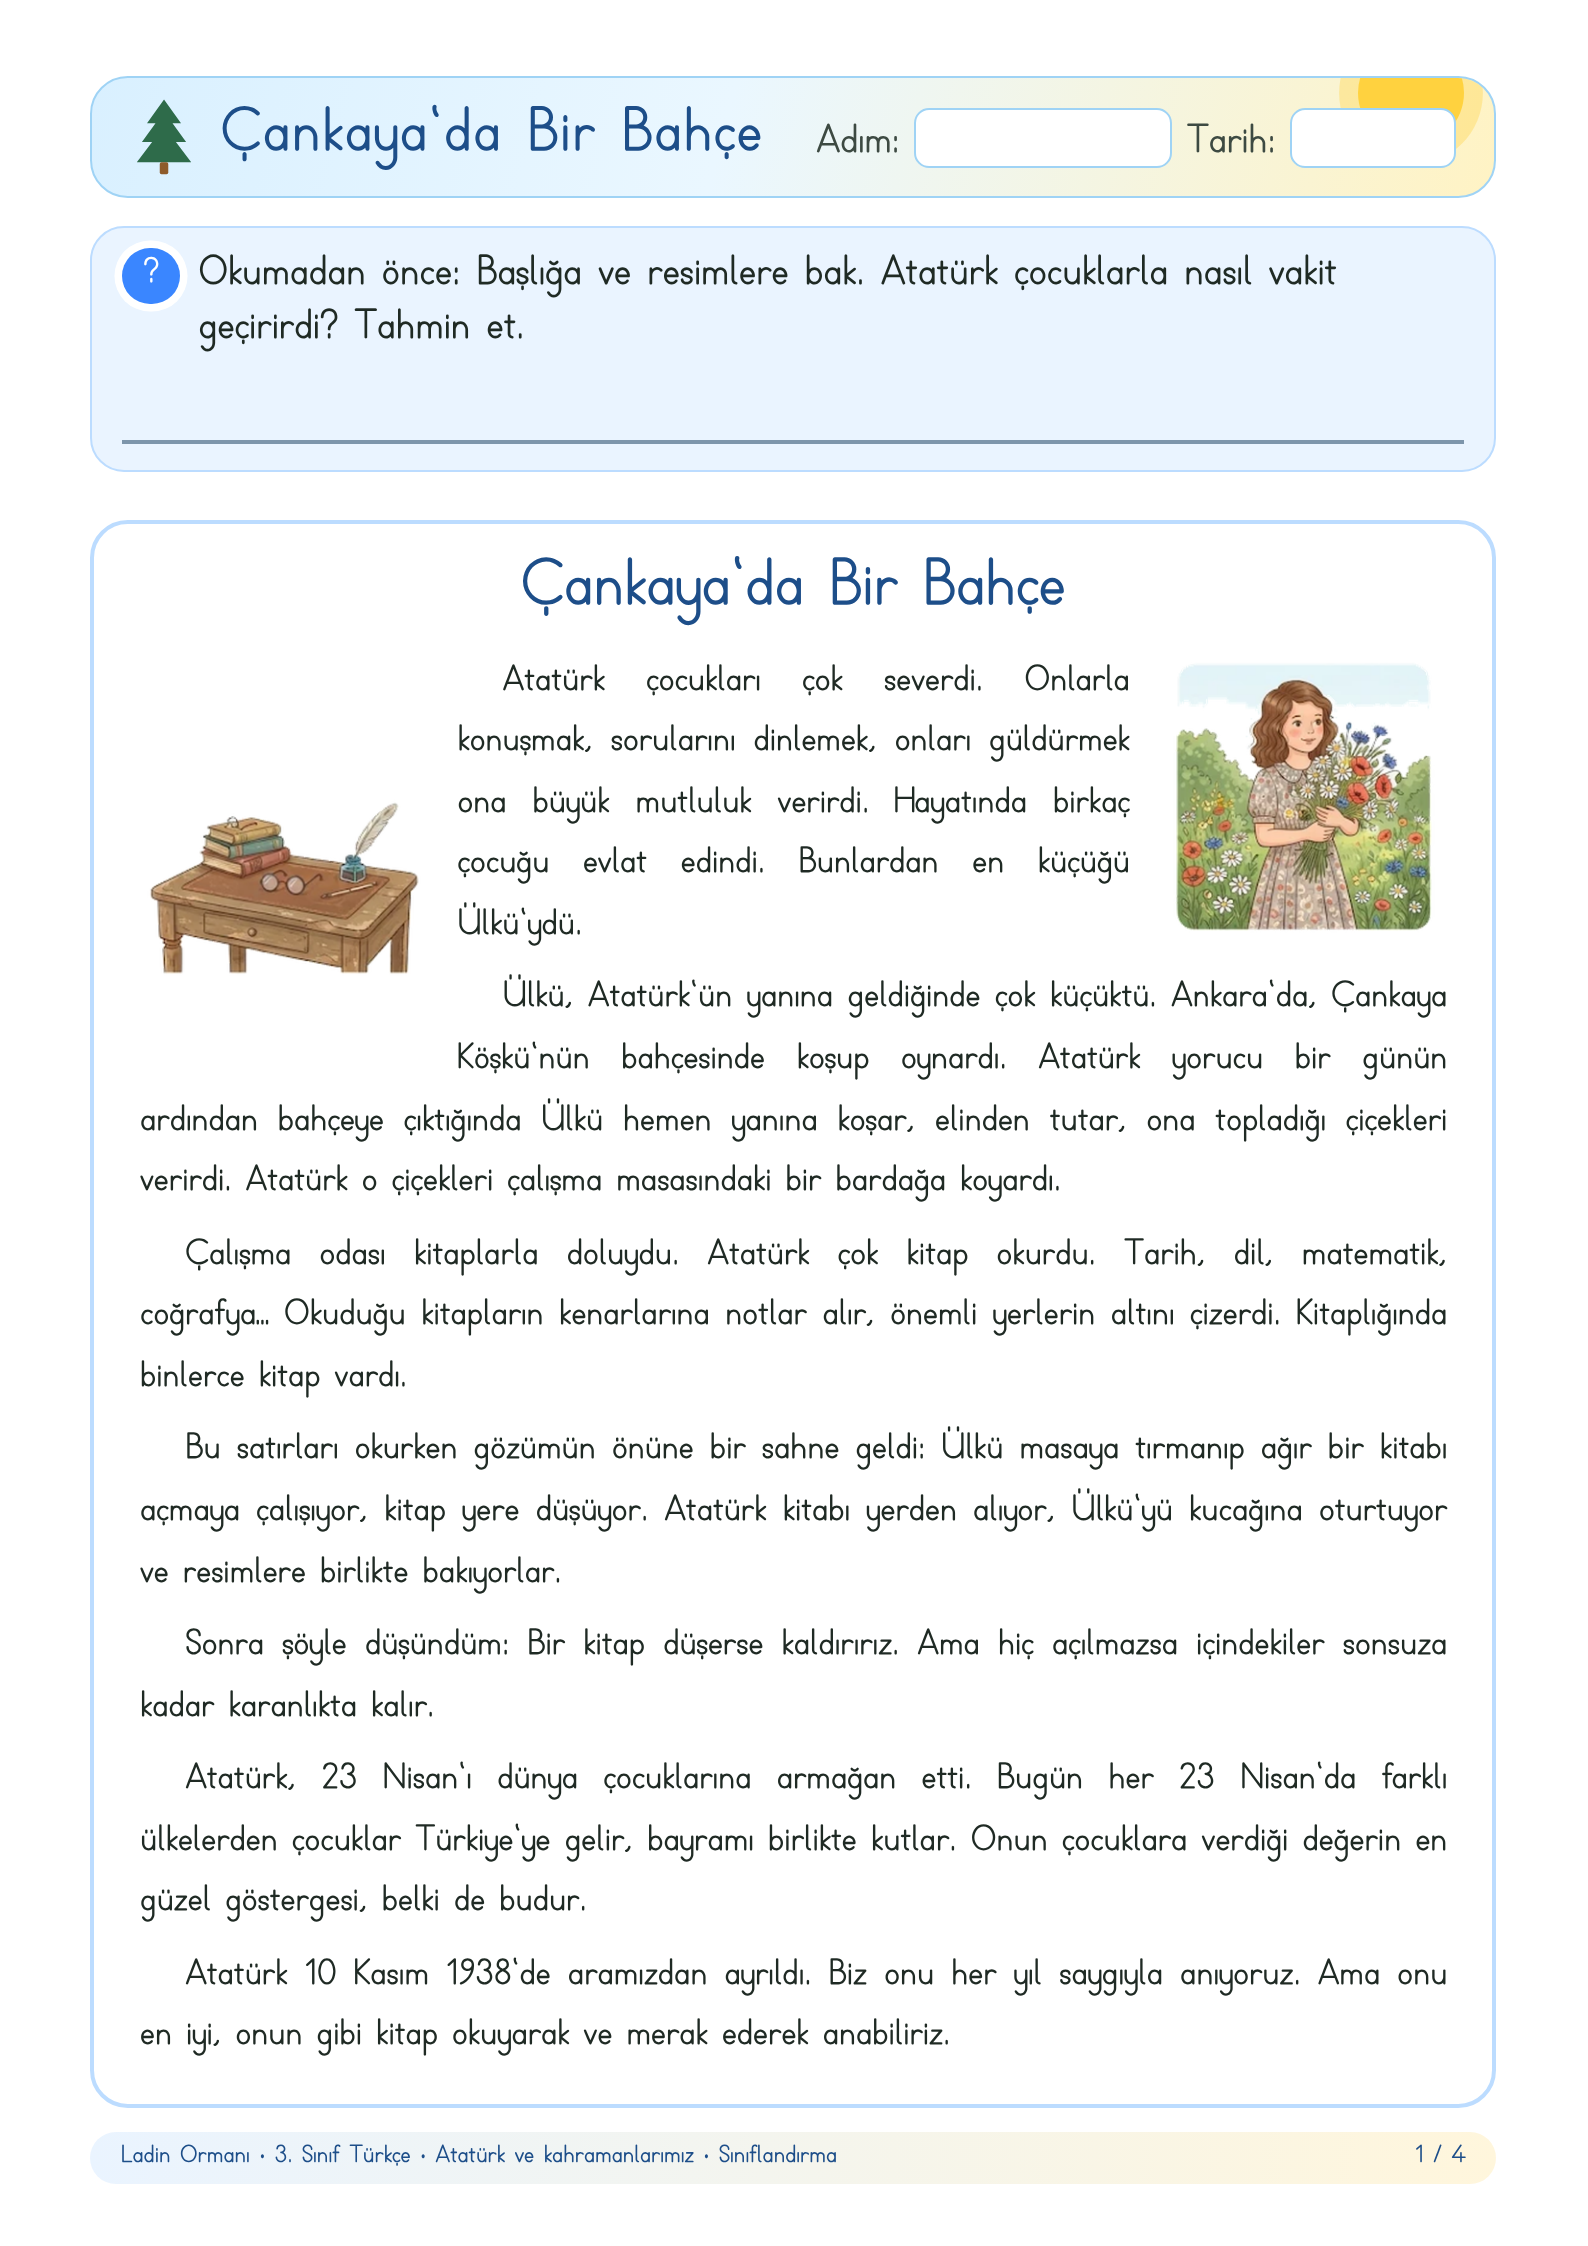 Çankaya'da Bir Bahçe
Adım:
Tarih:
?
Okumadan önce: Başlığa ve resimlere bak. Atatürk çocuklarla nasıl vakit
geçirirdi? Tahmin et.
Çankaya'da Bir Bahçe
Atatürk çocukları çok severdi. Onlarla
konuşmak, sorularını dinlemek, onları güldürmek
ona büyük mutluluk verirdi. Hayatında birkaç
çocuğu evlat edindi. Bunlardan en küçüğü
Ülkü'ydü.
Ülkü, Atatürk'ün yanına geldiğinde çok küçüktü. Ankara'da, Çankaya
Köşkü'nün bahçesinde koşup oynardı. Atatürk yorucu bir günün
ardından bahçeye çıktığında Ülkü hemen yanına koşar, elinden tutar, ona topladığı çiçekleri
verirdi. Atatürk o çiçekleri çalışma masasındaki bir bardağa koyardı.
Çalışma odası kitaplarla doluydu. Atatürk çok kitap okurdu. Tarih, dil, matematik,
coğrafya... Okuduğu kitapların kenarlarına notlar alır, önemli yerlerin altını çizerdi. Kitaplığında
binlerce kitap vardı.
Bu satırları okurken gözümün önüne bir sahne geldi: Ülkü masaya tırmanıp ağır bir kitabı
açmaya çalışıyor, kitap yere düşüyor. Atatürk kitabı yerden alıyor, Ülkü'yü kucağına oturtuyor
ve resimlere birlikte bakıyorlar.
Sonra şöyle düşündüm: Bir kitap düşerse kaldırırız. Ama hiç açılmazsa içindekiler sonsuza
kadar karanlıkta kalır.
Atatürk, 23 Nisan'ı dünya çocuklarına armağan etti. Bugün her 23 Nisan'da farklı
ülkelerden çocuklar Türkiye'ye gelir, bayramı birlikte kutlar. Onun çocuklara verdiği değerin en
güzel göstergesi, belki de budur.
Atatürk 10 Kasım 1938'de aramızdan ayrıldı. Biz onu her yıl saygıyla anıyoruz. Ama onu
en iyi, onun gibi kitap okuyarak ve merak ederek anabiliriz.
Ladin Ormanı • 3. Sınıf Türkçe • Atatürk ve kahramanlarımız • Sınıflandırma
1 / 4